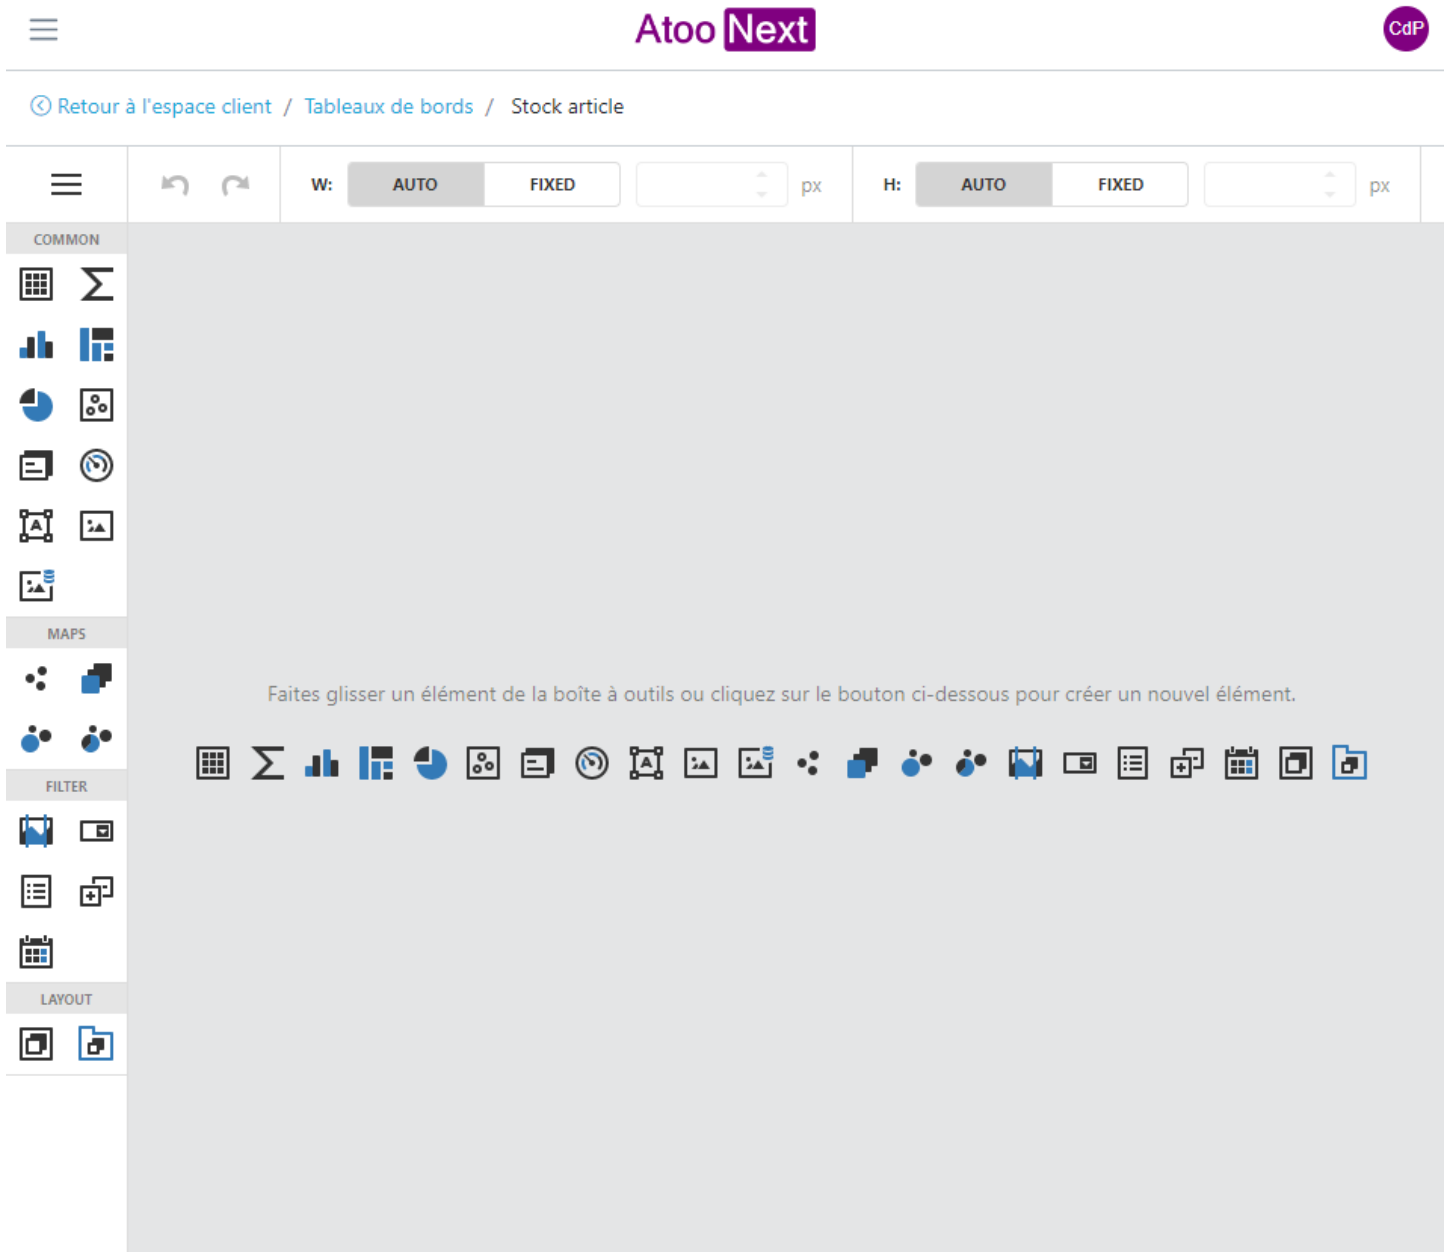 Atoo Next
CdP
Retour à l'espace client / Tableaux de bords / Stock article
W: AUTO FIXED px H: AUTO FIXED px
COMMON
MAPS
Faites glisser un élément de la boîte à outils ou cliquez sur le bouton ci-dessous pour créer un nouvel élément.
FILTER
LAYOUT